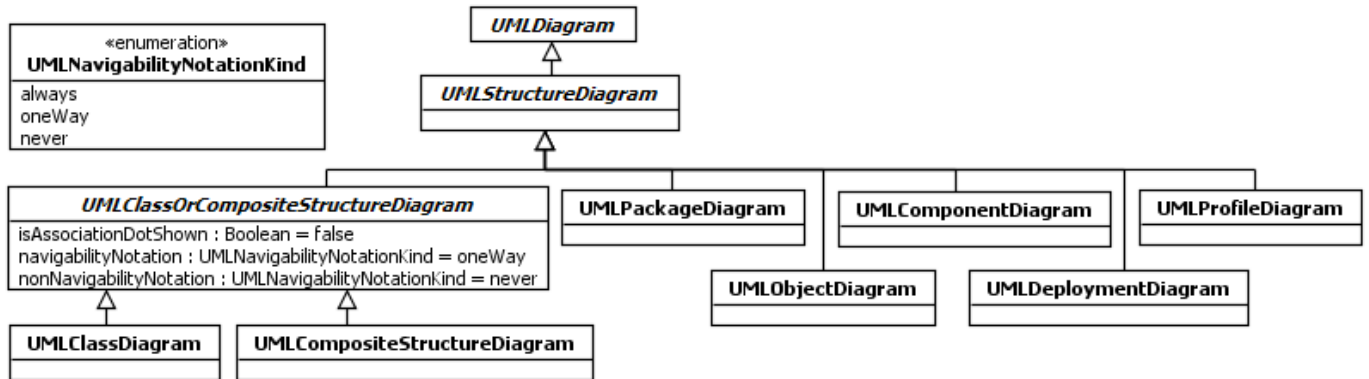 «enumeration»
UMLNavigabilityNotationKind
always
oneWay
never
UMLDiagram
UMLStructureDiagram
UMLClassOrCompositeStructureDiagram
isAssociationDotShown : Boolean = false
navigabilityNotation : UMLNavigabilityNotationKind = oneWay
nonNavigabilityNotation : UMLNavigabilityNotationKind = never
UMLPackageDiagram
UMLComponentDiagram
UMLProfileDiagram
UMLObjectDiagram
UMLDeploymentDiagram
UMLClassDiagram
UMLCompositeStructureDiagram